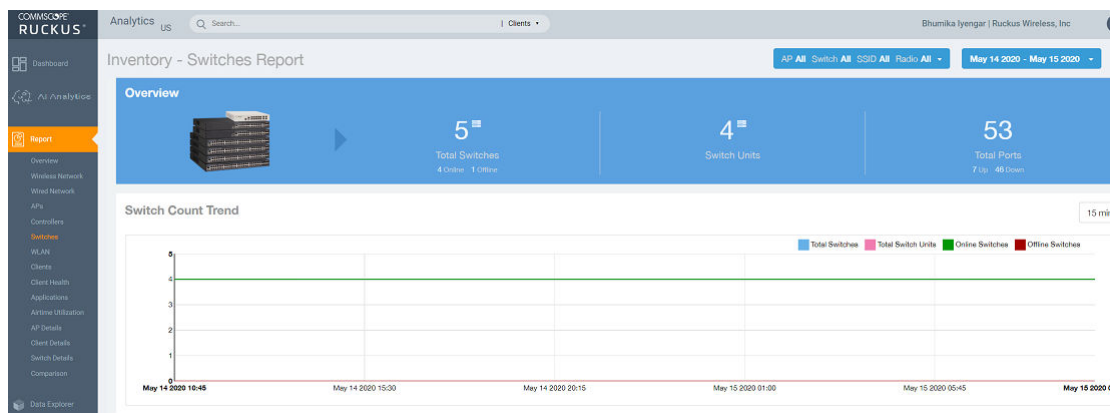 COMMSCOPE
RUCKUS
Analytics US
Search...
| Clients
Bhumika Iyengar | Ruckus Wireless, Inc
Dashboard
AI Analytics
Report
Overview
Wireless Network
Wired Network
APs
Controllers
Switches
WLAN
Clients
Client Health
Applications
Airtime Utilization
AP Details
Client Details
Switch Details
Comparison
Data Explorer
Inventory - Switches Report
AP All Switch All SSID All Radio All
May 14 2020 - May 15 2020
Overview
5
Total Switches
4 Online 1 Offline
4
Switch Units
53
Total Ports
7 Up 46 Down
Switch Count Trend
15 min
Total Switches Total Switch Units Online Switches Offline Switches
5
4
3
2
1
0
May 14 2020 10:45 May 14 2020 15:30 May 14 2020 20:15 May 15 2020 01:00 May 15 2020 05:45 May 15 2020